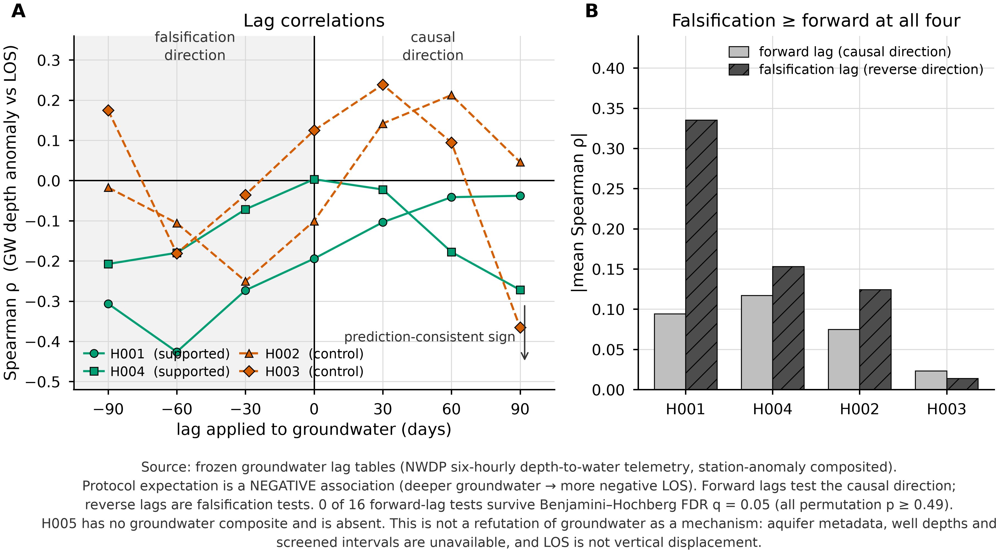 A
Lag correlations
falsification
direction
causal
direction
Spearman ρ (GW depth anomaly vs LOS)
0.3
0.2
0.1
0.0
−0.1
−0.2
−0.3
−0.4
−0.5
prediction-consistent sign
H001 (supported)
H002 (control)
H004 (supported)
H003 (control)
−90
−60
−30
0
30
60
90
lag applied to groundwater (days)
B
Falsification ≥ forward at all four
forward lag (causal direction)
falsification lag (reverse direction)
|mean Spearman ρ|
0.40
0.35
0.30
0.25
0.20
0.15
0.10
0.05
0.00
H001
H004
H002
H003
Source: frozen groundwater lag tables (NWDP six-hourly depth-to-water telemetry, station-anomaly composited).
Protocol expectation is a NEGATIVE association (deeper groundwater → more negative LOS). Forward lags test the causal direction;
reverse lags are falsification tests. 0 of 16 forward-lag tests survive Benjamini–Hochberg FDR q = 0.05 (all permutation p ≥ 0.49).
H005 has no groundwater composite and is absent. This is not a refutation of groundwater as a mechanism: aquifer metadata, well depths and
screened intervals are unavailable, and LOS is not vertical displacement.